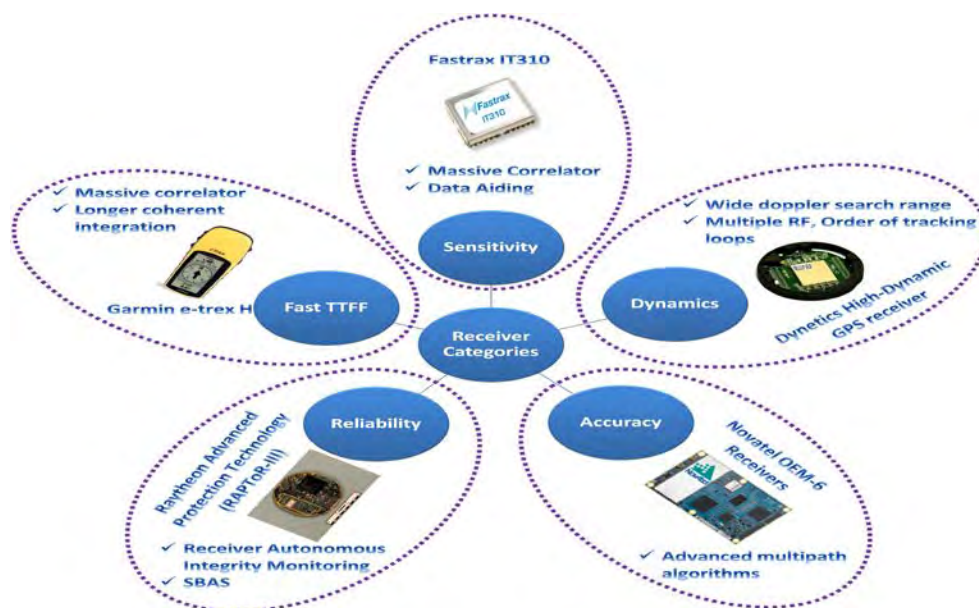 Fastrax IT310
Fastrax
IT310
✓ Massive Correlator
✓ Data Aiding
Sensitivity
✓ Massive correlator
✓ Longer coherent
integration
Garmin e-trex H
Fast TTFF
✓ Wide doppler search range
✓ Multiple RF, Order of tracking
loops
Dynamics
Dynetics High-Dynamic
GPS receiver
Receiver
Categories
Reliability
Raytheon Advanced
Protection Technology
(RAPToR-III)
✓ Receiver Autonomous
Integrity Monitoring
✓ SBAS
Accuracy
Novatel OEM-6
Receivers
✓ Advanced multipath
algorithms